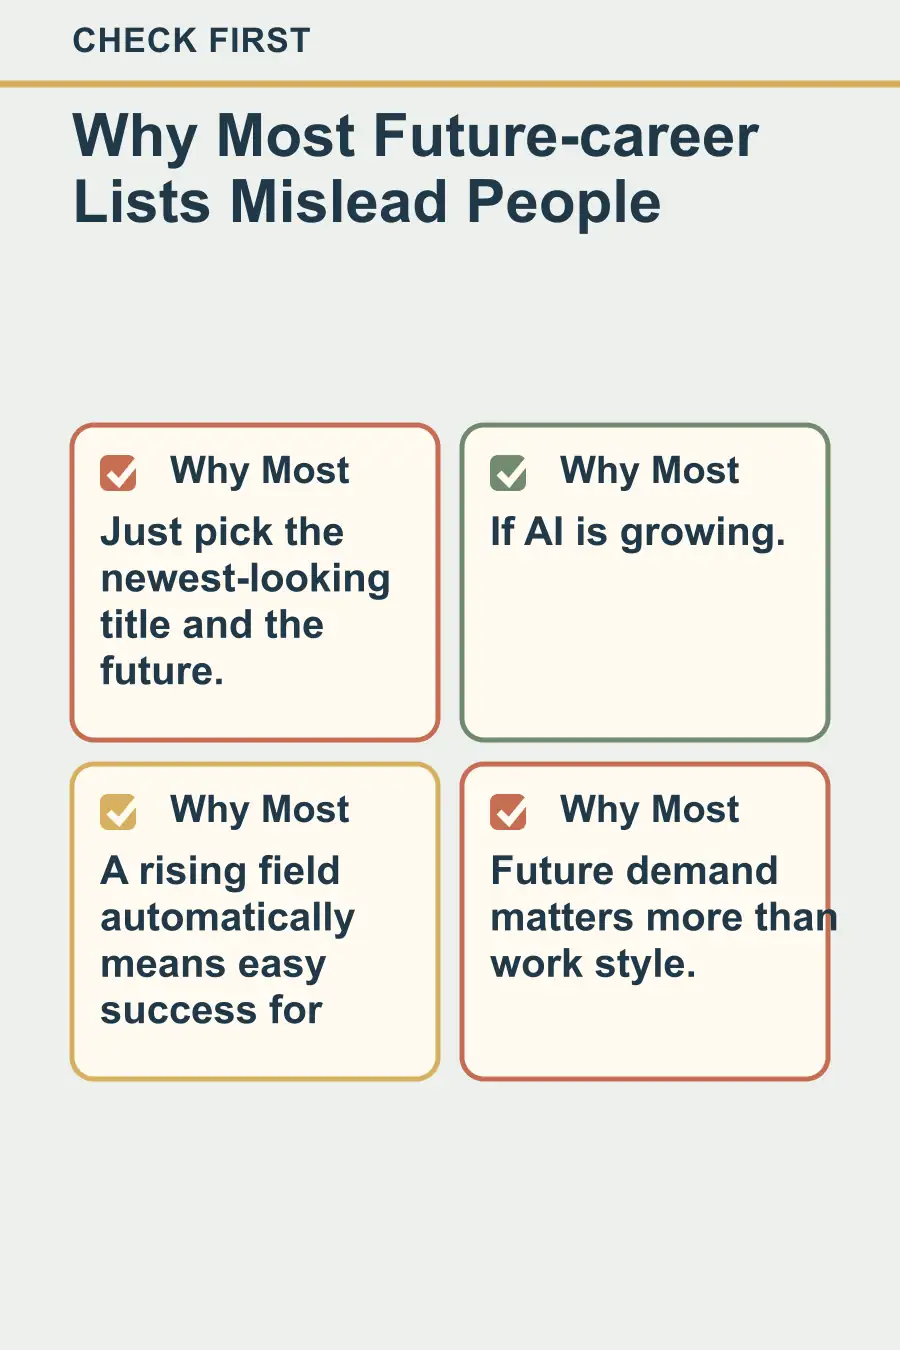 CHECK FIRST
Why Most Future-career
Lists Mislead People
Why Most
Just pick the
newest-looking
title and the
future.
Why Most
If AI is growing.
Why Most
A rising field
automatically
means easy
success for
Why Most
Future demand
matters more than
work style.